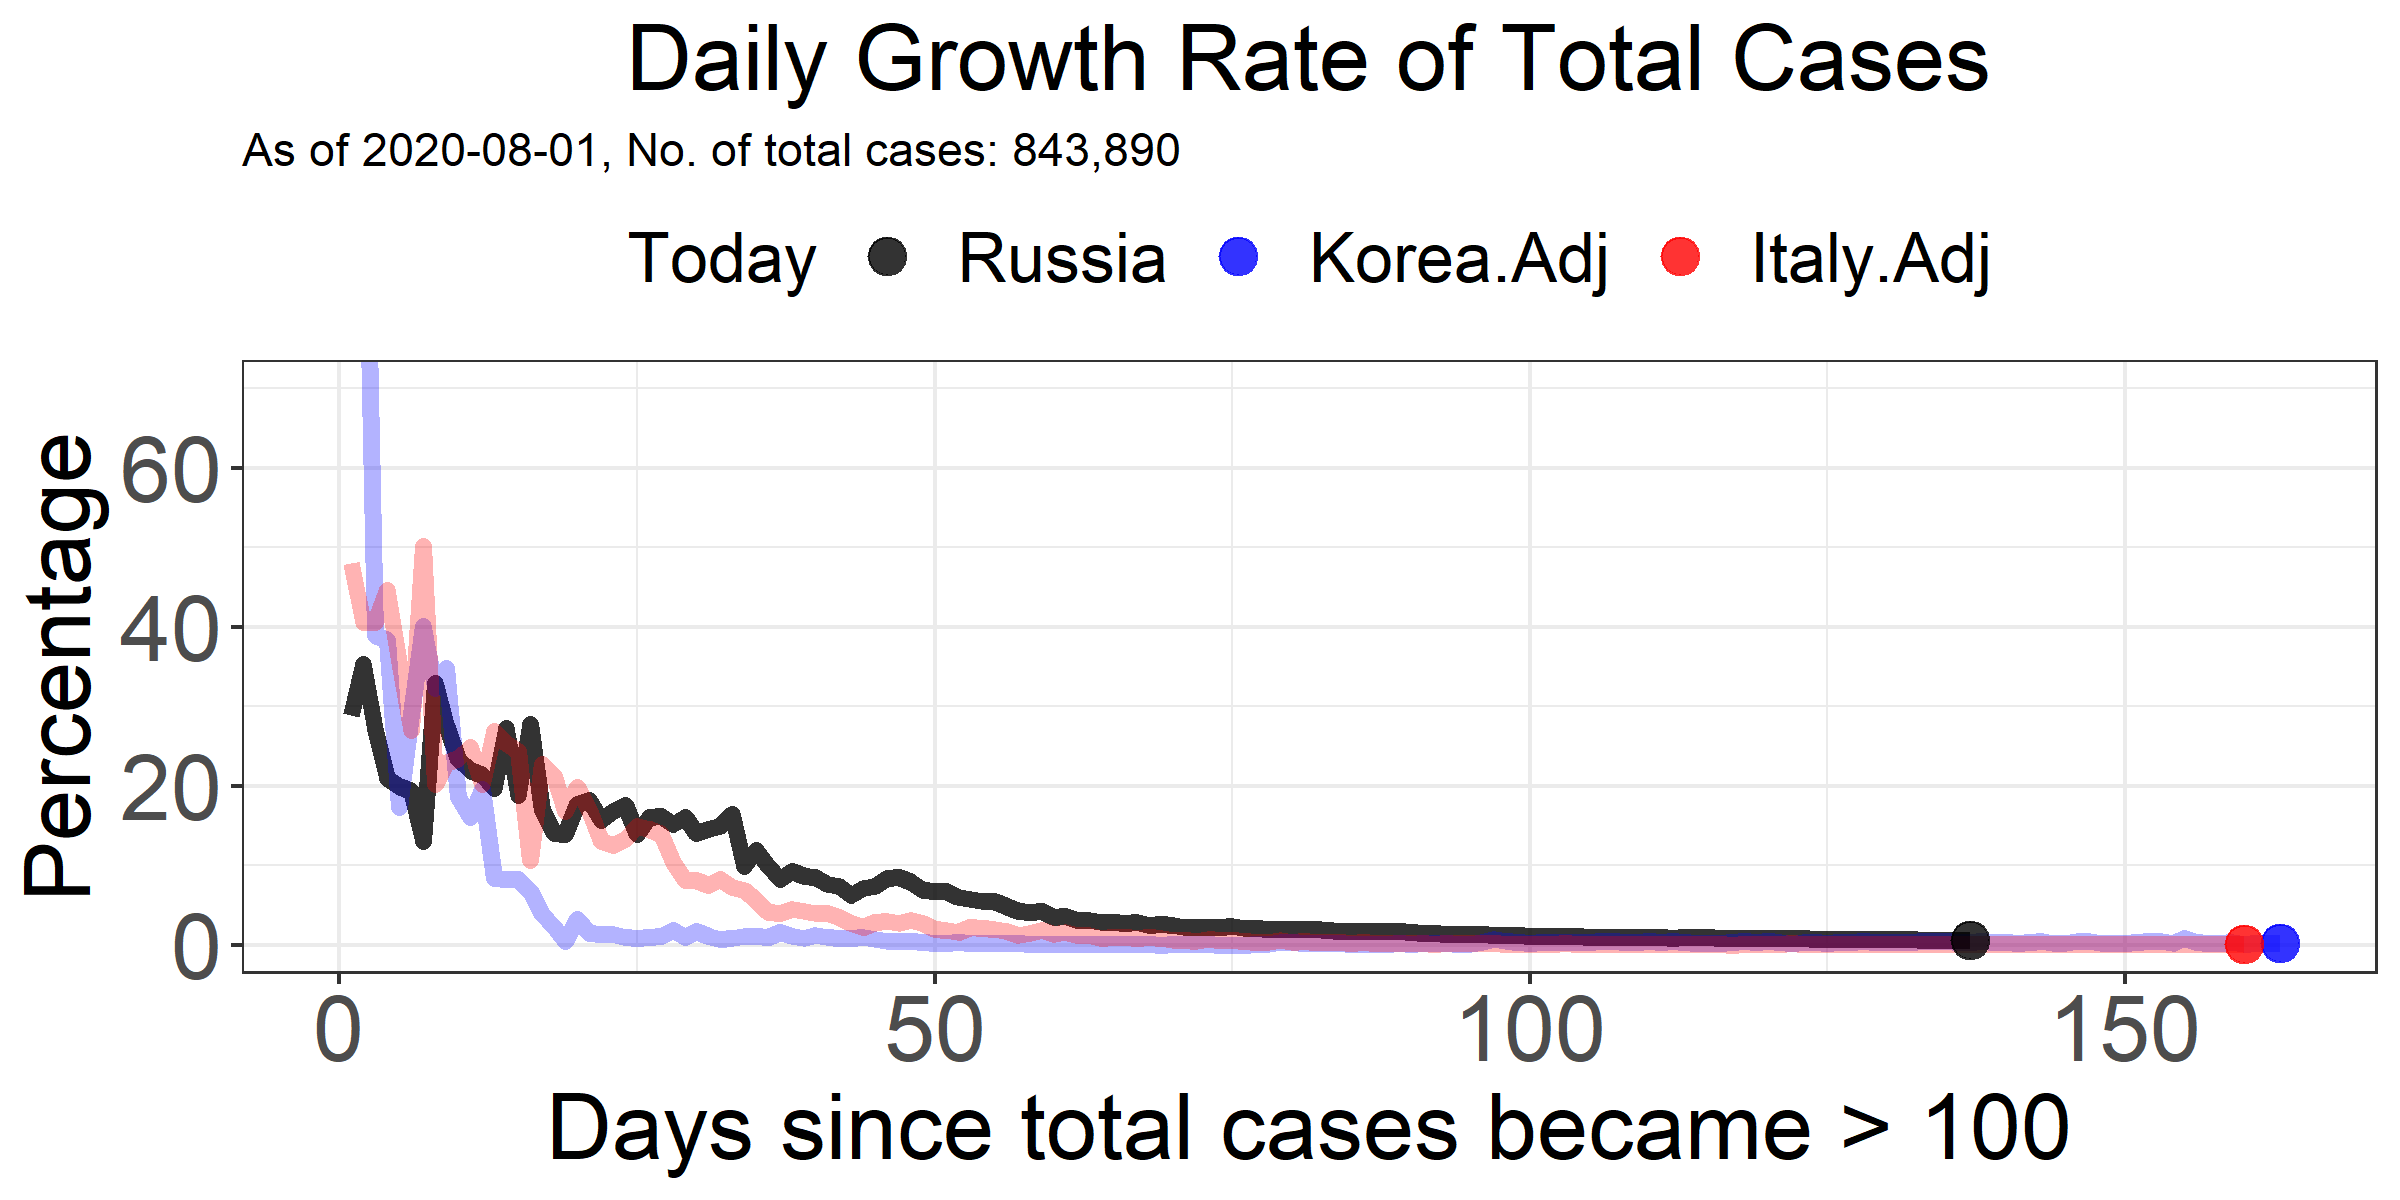 Daily Growth Rate of Total Cases
As of 2020-08-01, No. of total cases: 843,890
Today Russia Korea.Adj Italy.Adj
Percentage
60
40
20
0
0 50 100 150
Days since total cases became > 100